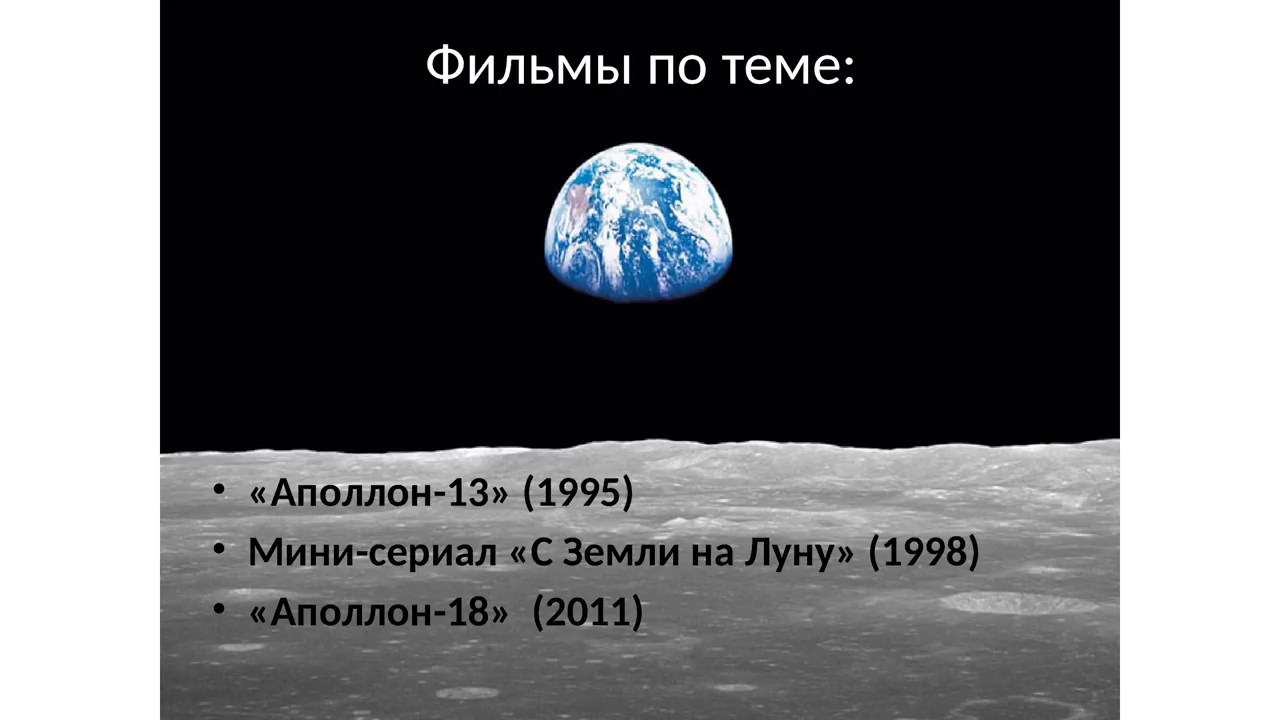 Фильмы по теме:
• «Аполлон-13» (1995)
• Мини-сериал «С Земли на Луну» (1998)
• «Аполлон-18»  (2011)